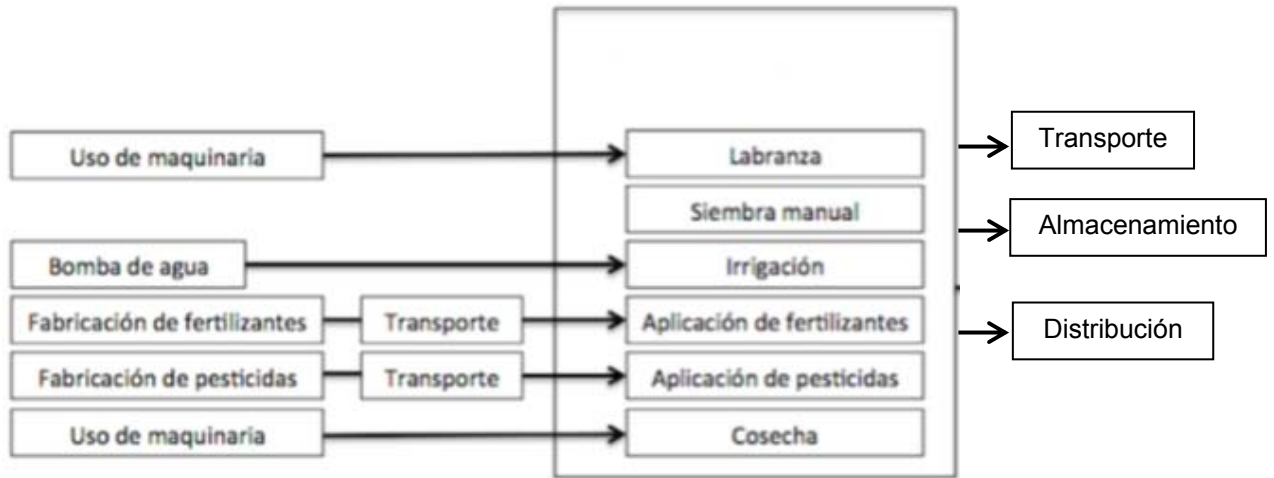 Uso de maquinaria
Labranza
Transporte
Siembra manual
Almacenamiento
Bomba de agua
Irrigación
Fabricación de fertilizantes
Transporte
Aplicación de fertilizantes
Distribución
Fabricación de pesticidas
Transporte
Aplicación de pesticidas
Uso de maquinaria
Cosecha